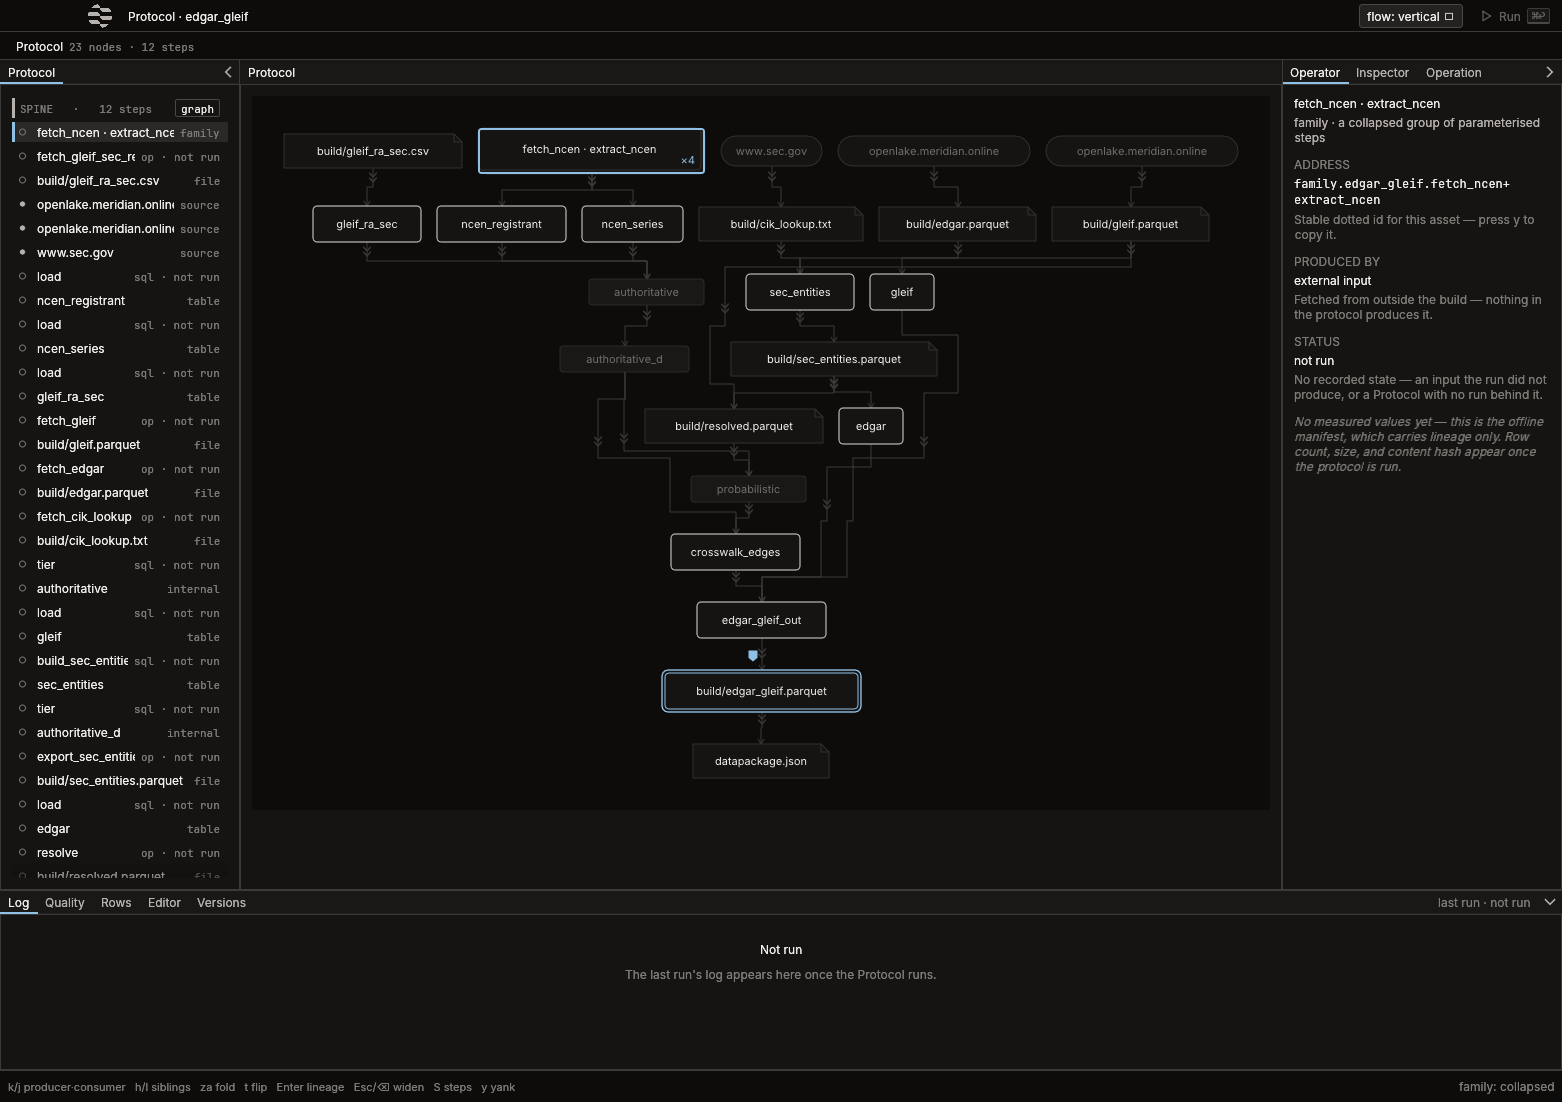 Protocol · edgar_gleif
flow: vertical
Run
Protocol 23 nodes · 12 steps
Protocol
SPINE · 12 steps graph
fetch_ncen · extract_nce family
fetch_gleif_sec_re op · not run
build/gleif_ra_sec.csv file
openlake.meridian.online source
openlake.meridian.online source
www.sec.gov source
load sql · not run
ncen_registrant table
load sql · not run
ncen_series table
load sql · not run
gleif_ra_sec table
fetch_gleif op · not run
build/gleif.parquet file
fetch_edgar op · not run
build/edgar.parquet file
fetch_cik_lookup op · not run
build/cik_lookup.txt file
tier sql · not run
authoritative internal
load sql · not run
gleif table
build_sec_entitie sql · not run
sec_entities table
tier sql · not run
authoritative_d internal
export_sec_entitie op · not run
build/sec_entities.parquet file
load sql · not run
edgar table
resolve op · not run
build/resolved.parquet file
Protocol
build/gleif_ra_sec.csv
fetch_ncen · extract_ncen
×4
www.sec.gov
openlake.meridian.online
openlake.meridian.online
gleif_ra_sec
ncen_registrant
ncen_series
build/cik_lookup.txt
build/edgar.parquet
build/gleif.parquet
authoritative
sec_entities
gleif
authoritative_d
build/sec_entities.parquet
build/resolved.parquet
edgar
probabilistic
crosswalk_edges
edgar_gleif_out
build/edgar_gleif.parquet
datapackage.json
Operator Inspector Operation
fetch_ncen · extract_ncen
family · a collapsed group of parameterised
steps
ADDRESS
family.edgar_gleif.fetch_ncen+
extract_ncen
Stable dotted id for this asset — press y to
copy it.
PRODUCED BY
external input
Fetched from outside the build — nothing in
the protocol produces it.
STATUS
not run
No recorded state — an input the run did not
produce, or a Protocol with no run behind it.
No measured values yet — this is the offline
manifest, which carries lineage only. Row
count, size, and content hash appear once
the protocol is run.
Log Quality Rows Editor Versions
last run · not run
Not run
The last run's log appears here once the Protocol runs.
k/j producer·consumer h/l siblings za fold t flip Enter lineage Esc/⌫ widen S steps y yank
family: collapsed